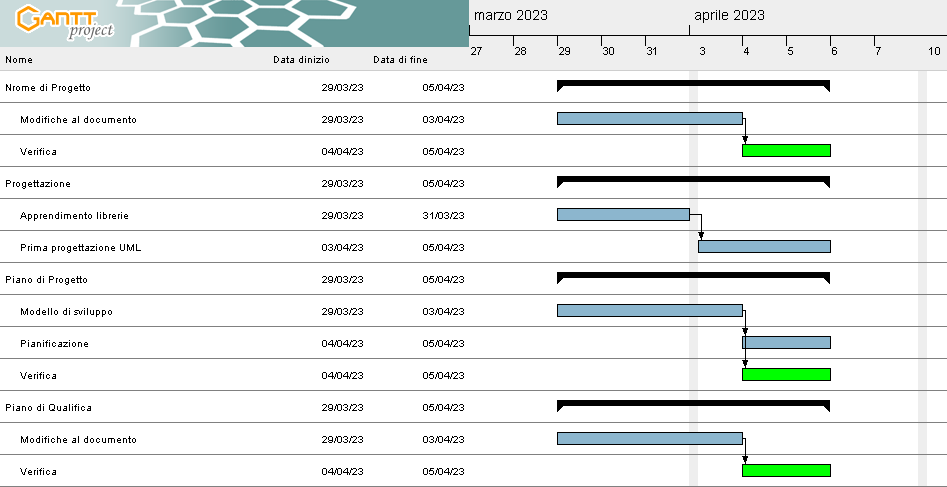 GANTT
project
marzo 2023 aprile 2023
27 28 29 30 31 3 4 5 6 7 10
Nome Data dinizio Data di fine
Nrome di Progetto 29/03/23 05/04/23
Modifiche al documento 29/03/23 03/04/23
Verifica 04/04/23 05/04/23
Progettazione 29/03/23 05/04/23
Apprendimento librerie 29/03/23 31/03/23
Prima progettazione UML 03/04/23 05/04/23
Piano di Progetto 29/03/23 05/04/23
Modello di sviluppo 29/03/23 03/04/23
Pianificazione 04/04/23 05/04/23
Verifica 04/04/23 05/04/23
Piano di Qualifica 29/03/23 05/04/23
Modifiche al documento 29/03/23 03/04/23
Verifica 04/04/23 05/04/23